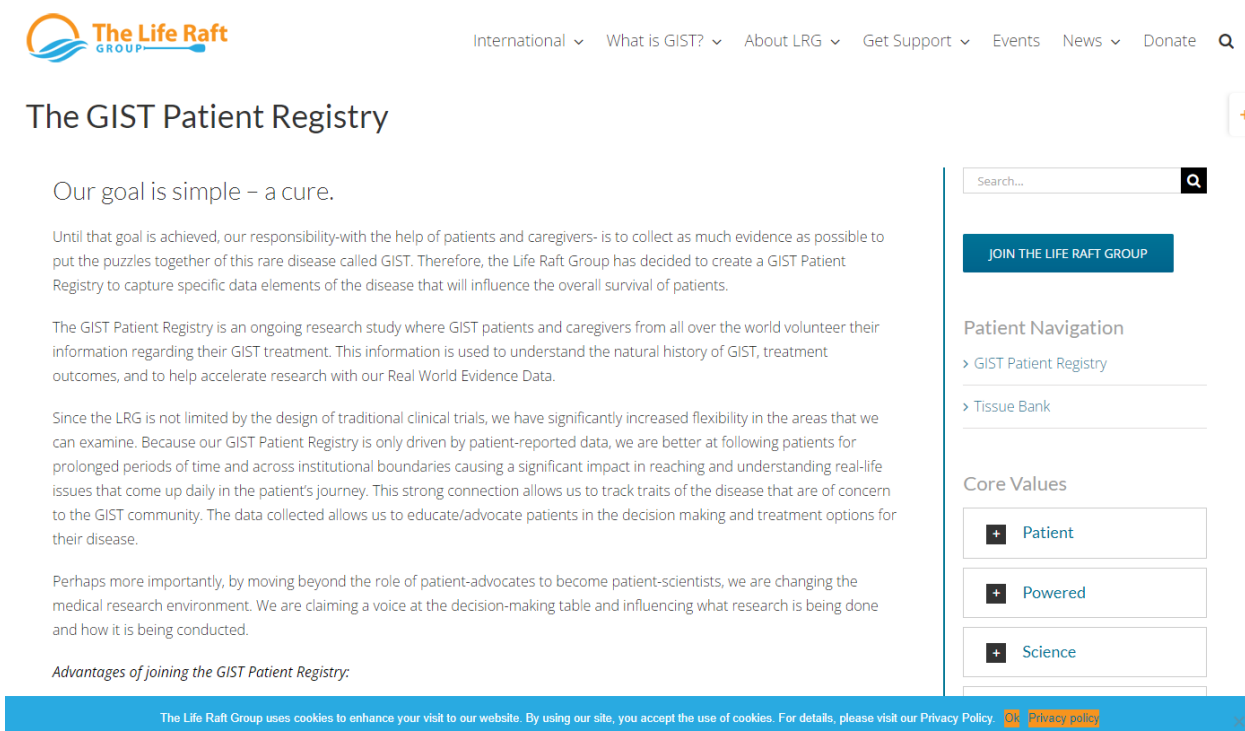 The Life Raft
GROUP
International What is GIST? About LRG Get Support Events News Donate
The GIST Patient Registry
Our goal is simple – a cure.
Until that goal is achieved, our responsibility-with the help of patients and caregivers- is to collect as much evidence as possible to
put the puzzles together of this rare disease called GIST. Therefore, the Life Raft Group has decided to create a GIST Patient
Registry to capture specific data elements of the disease that will influence the overall survival of patients.
The GIST Patient Registry is an ongoing research study where GIST patients and caregivers from all over the world volunteer their
information regarding their GIST treatment. This information is used to understand the natural history of GIST, treatment
outcomes, and to help accelerate research with our Real World Evidence Data.
Since the LRG is not limited by the design of traditional clinical trials, we have significantly increased flexibility in the areas that we
can examine. Because our GIST Patient Registry is only driven by patient-reported data, we are better at following patients for
prolonged periods of time and across institutional boundaries causing a significant impact in reaching and understanding real-life
issues that come up daily in the patient's journey. This strong connection allows us to track traits of the disease that are of concern
to the GIST community. The data collected allows us to educate/advocate patients in the decision making and treatment options for
their disease.
Perhaps more importantly, by moving beyond the role of patient-advocates to become patient-scientists, we are changing the
medical research environment. We are claiming a voice at the decision-making table and influencing what research is being done
and how it is being conducted.
Advantages of joining the GIST Patient Registry:
Search...
JOIN THE LIFE RAFT GROUP
Patient Navigation
> GIST Patient Registry
> Tissue Bank
Core Values
+ Patient
+ Powered
+ Science
The Life Raft Group uses cookies to enhance your visit to our website. By using our site, you accept the use of cookies. For details, please visit our Privacy Policy. Ok Privacy policy